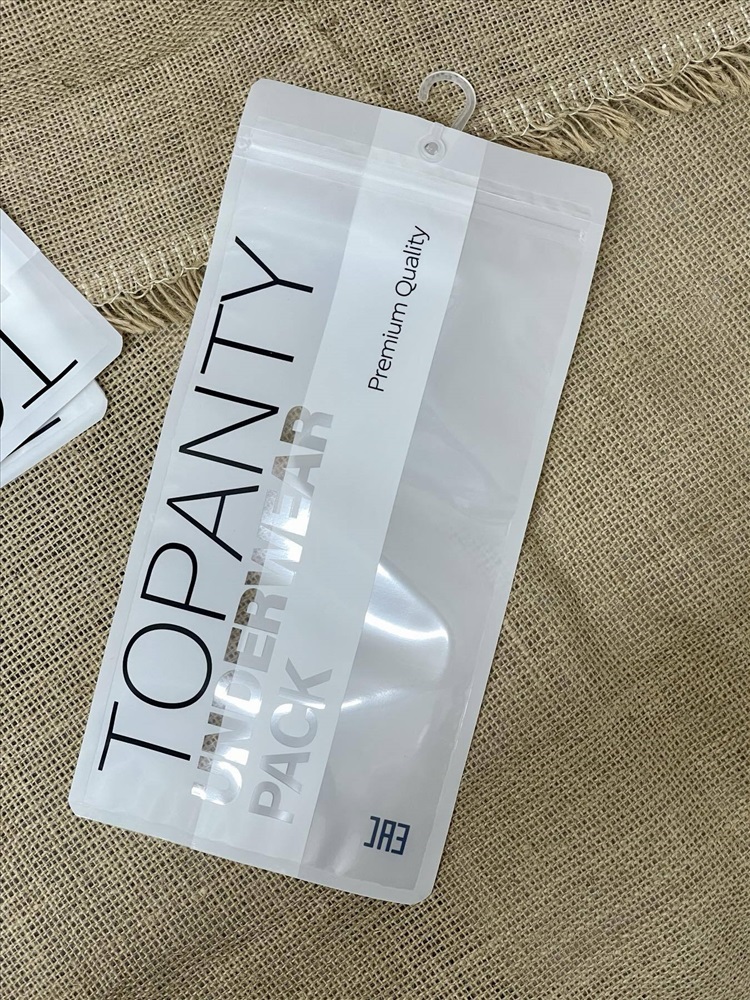 TOPANTY
UNDERWEAR
PACK
Premium Quality
EAC